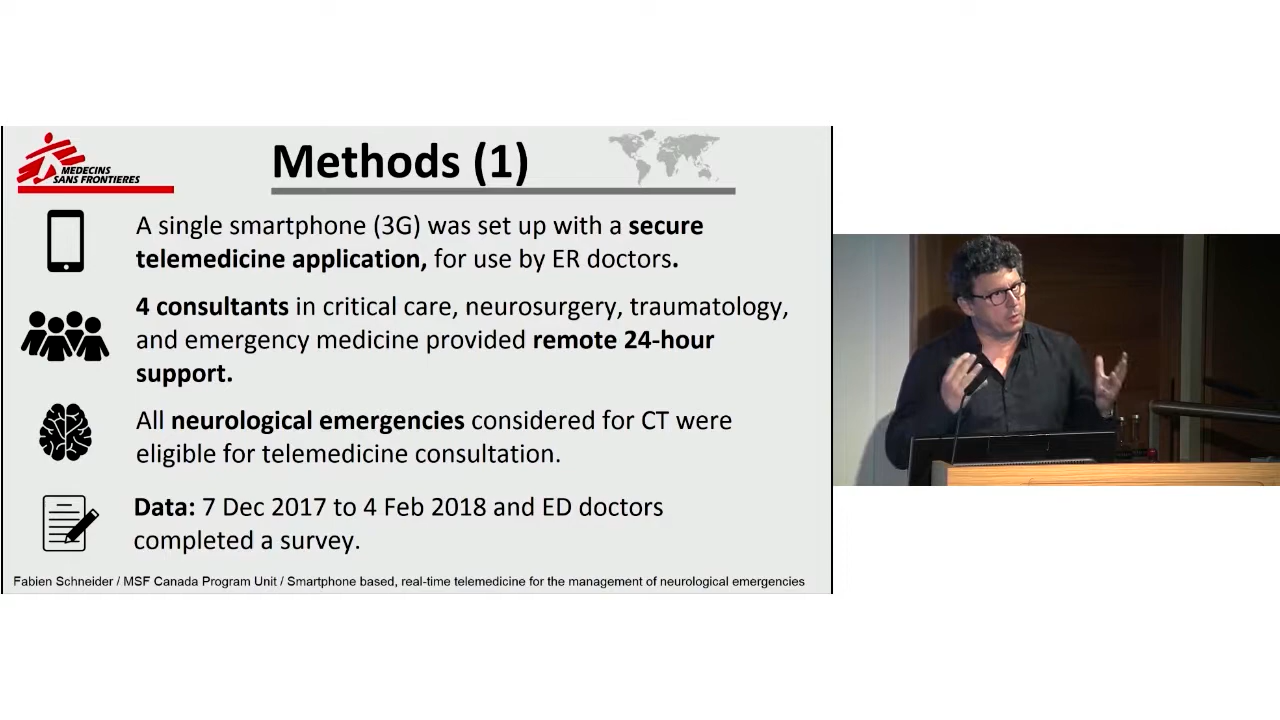 MEDECINS
SANS FRONTIERES
Methods (1)
A single smartphone (3G) was set up with a secure
telemedicine application, for use by ER doctors.
4 consultants in critical care, neurosurgery, traumatology,
and emergency medicine provided remote 24-hour
support.
All neurological emergencies considered for CT were
eligible for telemedicine consultation.
Data: 7 Dec 2017 to 4 Feb 2018 and ED doctors
completed a survey.
Fabien Schneider / MSF Canada Program Unit / Smartphone based, real-time telemedicine for the management of neurological emergencies